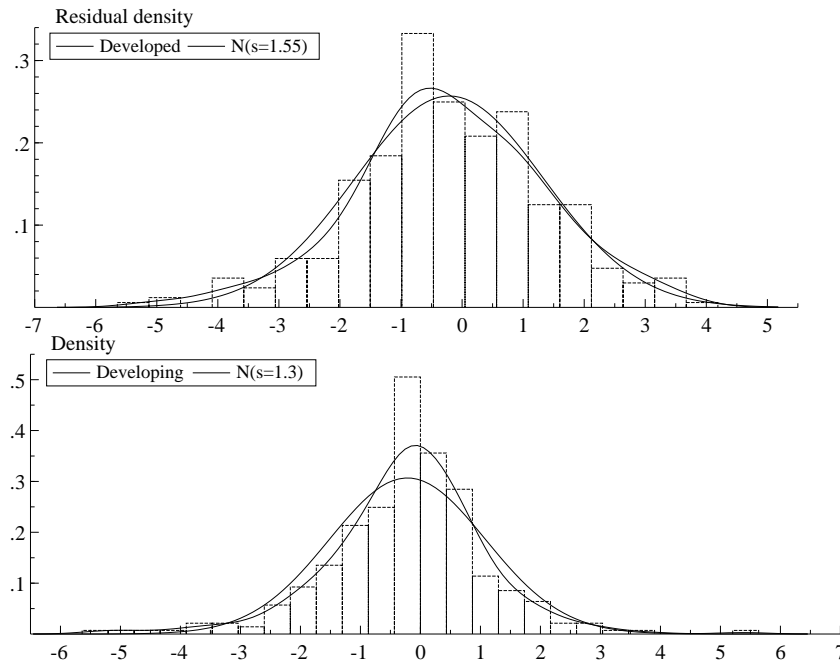 Residual density
Developed N(s=1.55)
.3
.2
.1
-7 -6 -5 -4 -3 -2 -1 0 1 2 3 4 5
Density
Developing N(s=1.3)
.5
.4
.3
.2
.1
-6 -5 -4 -3 -2 -1 0 1 2 3 4 5 6 7